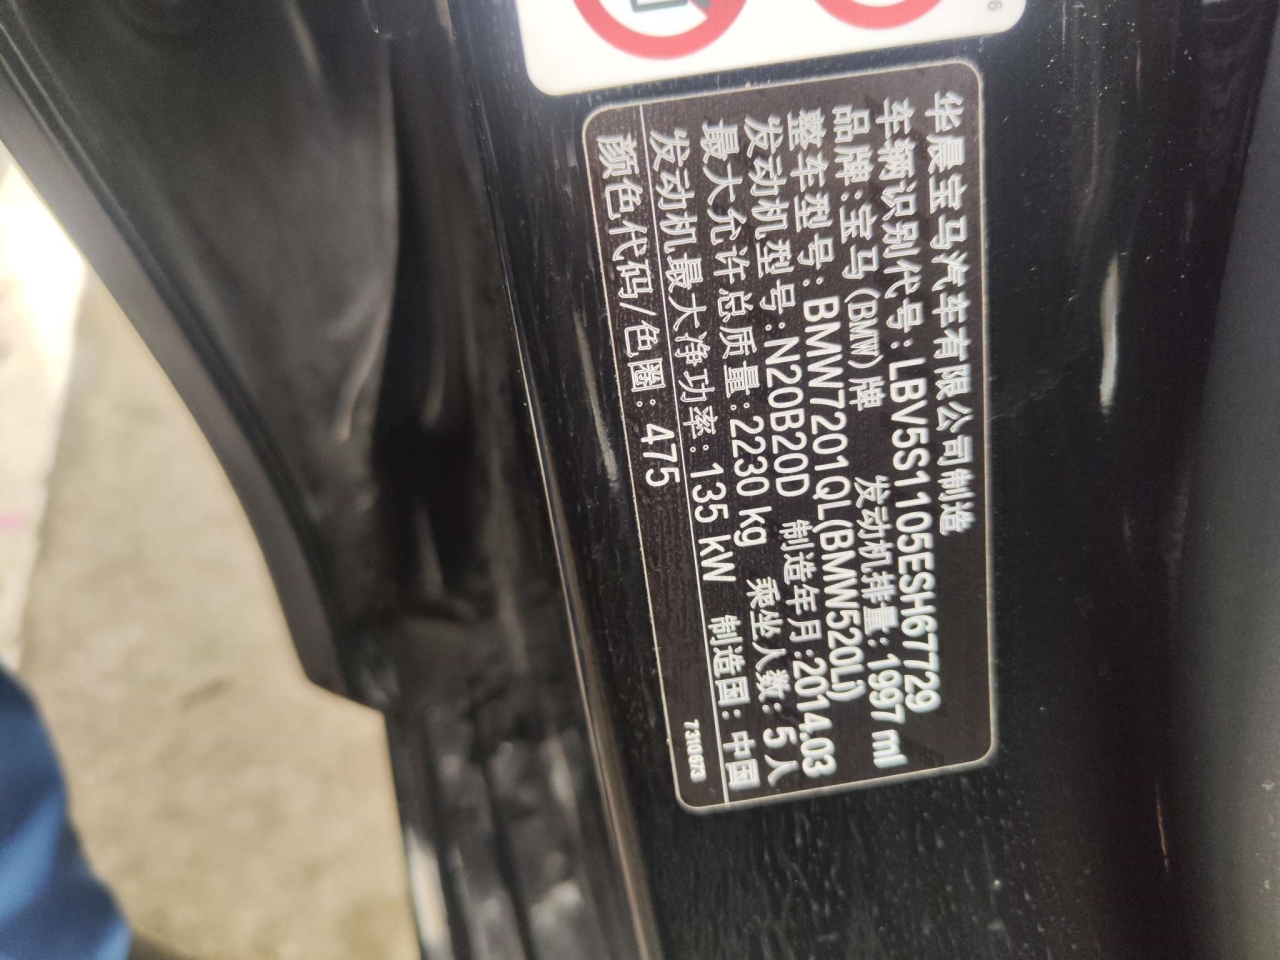 华晨宝马汽车有限公司制造
车辆识别代号:LBV5S1105ESH67729
品牌:宝马(BMW)牌 发动机排量:1997 ml
整车型号:BMW7201QL(BMW520Li)
发动机型号:N20B20D 制造年月:2014.03
最大允许总质量:2230 kg 乘坐人数:5人
发动机最大净功率:135 kW 制造国:中国
颜色代码/色圈:475 7310673